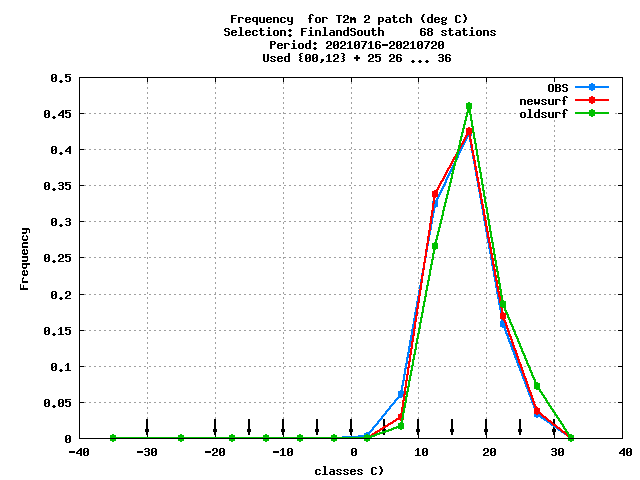 Frequency  for T2m 2 patch (deg C)
Selection: FinlandSouth     68 stations
Period: 20210716-20210720
Used {00,12} + 25 26 ... 36
OBS
newsurf
oldsurf
0.5
0.45
0.4
0.35
0.3
0.25
0.2
0.15
0.1
0.05
0
Frequency
-40 -30 -20 -10 0 10 20 30 40
classes C)